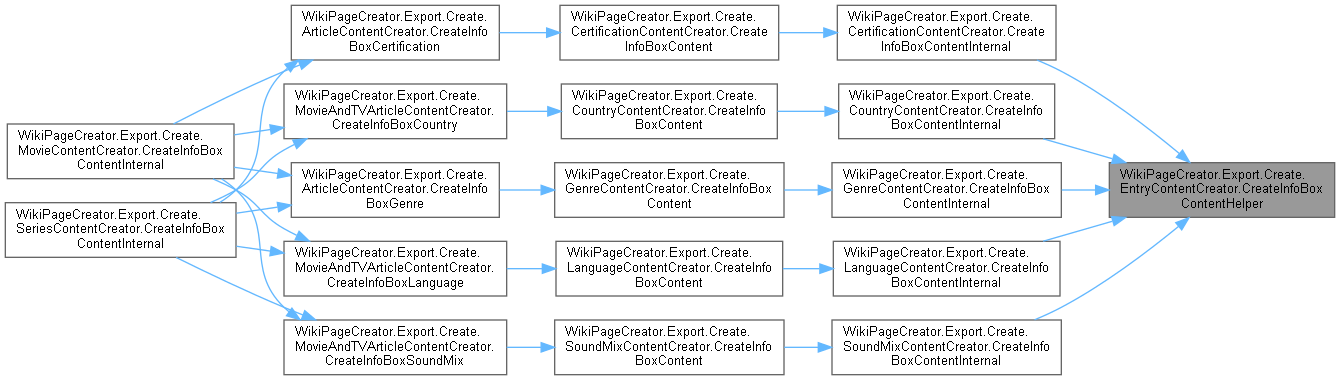 WikiPageCreator.Export.Create.
ArticleContentCreator.CreateInfo
BoxCertification
WikiPageCreator.Export.Create.
CertificationContentCreator.Create
InfoBoxContent
WikiPageCreator.Export.Create.
CertificationContentCreator.Create
InfoBoxContentInternal
WikiPageCreator.Export.Create.
MovieAndTVArticleContentCreator.
CreateInfoBoxCountry
WikiPageCreator.Export.Create.
CountryContentCreator.CreateInfo
BoxContent
WikiPageCreator.Export.Create.
CountryContentCreator.CreateInfo
BoxContentInternal
WikiPageCreator.Export.Create.
MovieContentCreator.CreateInfoBox
ContentInternal
WikiPageCreator.Export.Create.
ArticleContentCreator.CreateInfo
BoxGenre
WikiPageCreator.Export.Create.
GenreContentCreator.CreateInfoBox
Content
WikiPageCreator.Export.Create.
GenreContentCreator.CreateInfoBox
ContentInternal
WikiPageCreator.Export.Create.
EntryContentCreator.CreateInfoBox
ContentHelper
WikiPageCreator.Export.Create.
SeriesContentCreator.CreateInfoBox
ContentInternal
WikiPageCreator.Export.Create.
MovieAndTVArticleContentCreator.
CreateInfoBoxLanguage
WikiPageCreator.Export.Create.
LanguageContentCreator.CreateInfo
BoxContent
WikiPageCreator.Export.Create.
LanguageContentCreator.CreateInfo
BoxContentInternal
WikiPageCreator.Export.Create.
MovieAndTVArticleContentCreator.
CreateInfoBoxSoundMix
WikiPageCreator.Export.Create.
SoundMixContentCreator.CreateInfo
BoxContent
WikiPageCreator.Export.Create.
SoundMixContentCreator.CreateInfo
BoxContentInternal